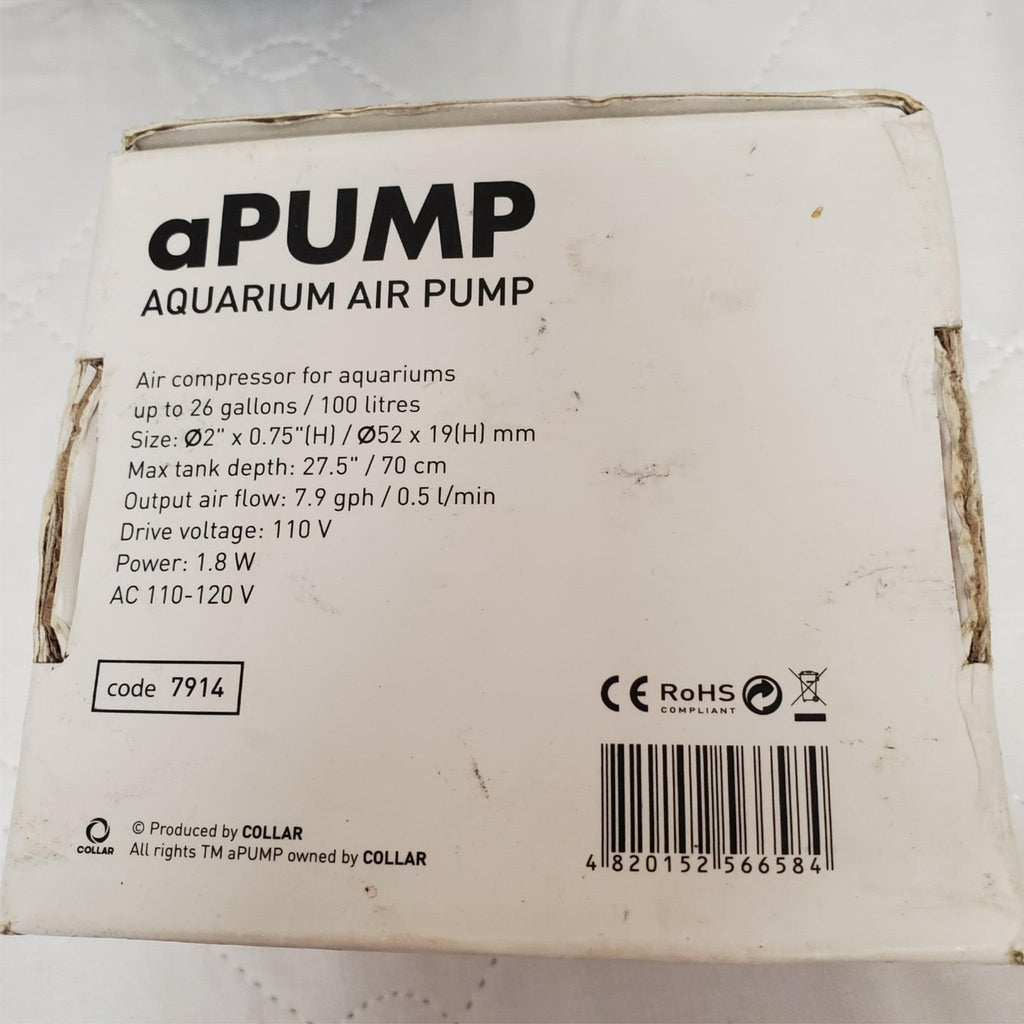 aPUMP
AQUARIUM AIR PUMP
Air compressor for aquariums
up to 26 gallons / 100 litres
Size: Ø2" x 0.75"(H) / Ø52 x 19(H) mm
Max tank depth: 27.5" / 70 cm
Output air flow: 7.9 gph / 0.5 l/min
Drive voltage: 110 V
Power: 1.8 W
AC 110-120 V
code 7914
CE RoHS
COMPLIANT
4 820152 566584
COLLAR
© Produced by COLLAR
All rights TM aPUMP owned by COLLAR